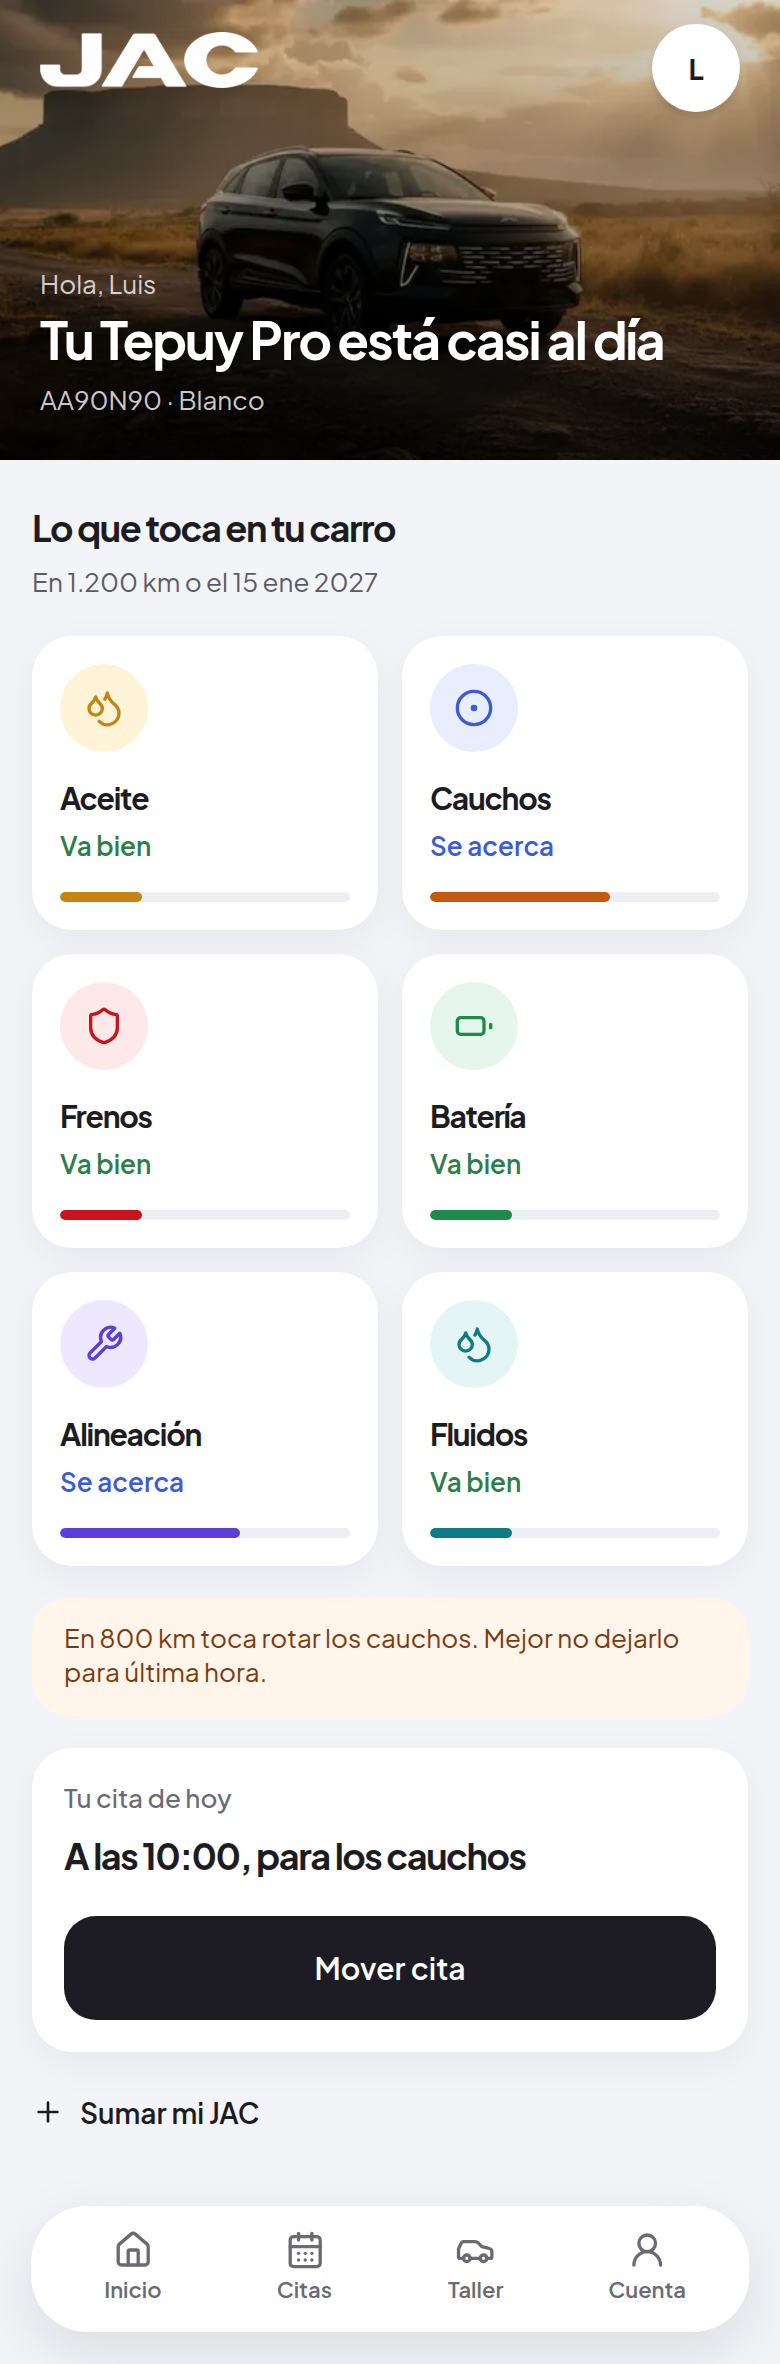 JAC
L
Hola, Luis
Tu Tepuy Pro está casi al día
AA90N90 · Blanco
Lo que toca en tu carro
En 1.200 km o el 15 ene 2027
Aceite
Va bien
Cauchos
Se acerca
Frenos
Va bien
Batería
Va bien
Alineación
Se acerca
Fluidos
Va bien
En 800 km toca rotar los cauchos. Mejor no dejarlo
para última hora.
Tu cita de hoy
A las 10:00, para los cauchos
Mover cita
Sumar mi JAC
Inicio
Citas
Taller
Cuenta